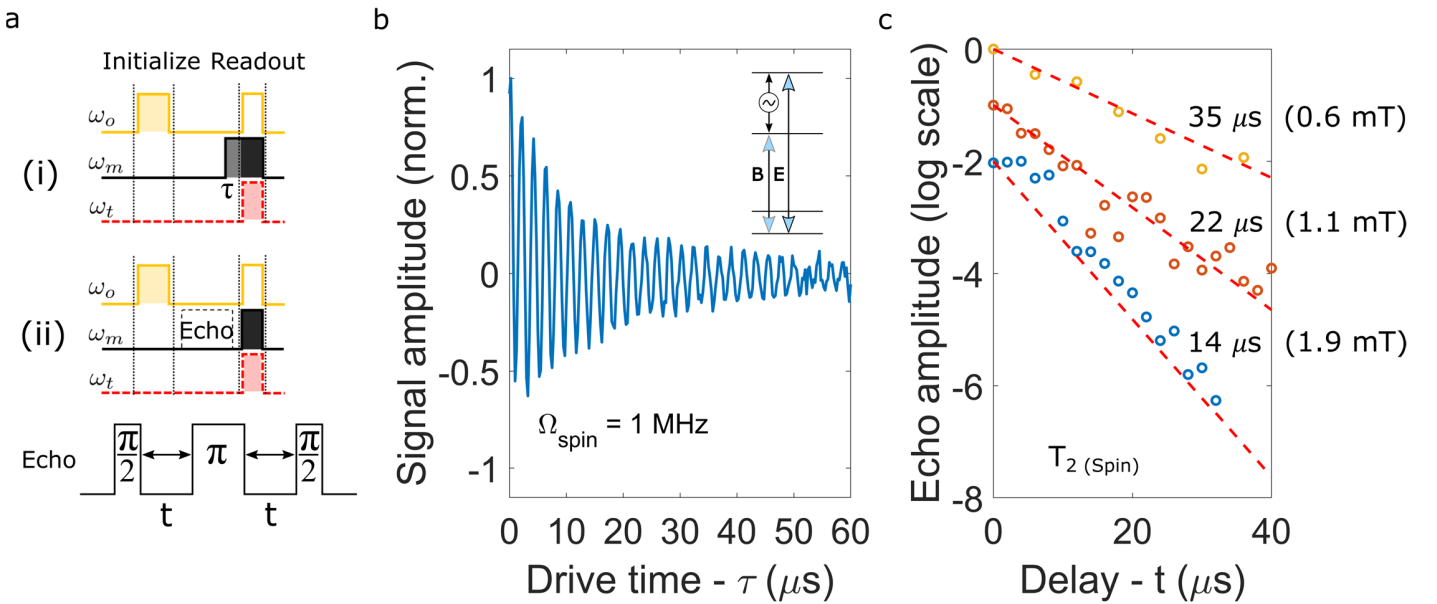 a
Initialize Readout
ω_o
(i)
ω_m
τ
ω_t
ω_o
(ii)
ω_m
Echo
ω_t
Echo
π/2
π
π/2
t
t
b
Signal amplitude (norm.)
1
0.5
0
-0.5
-1
B
E
Ω_spin = 1 MHz
0 10 20 30 40 50 60
Drive time - τ (μs)
c
Echo amplitude (log scale)
0
-2
-4
-6
-8
35 μs (0.6 mT)
22 μs (1.1 mT)
14 μs (1.9 mT)
T_2 (Spin)
0 20 40
Delay - t (μs)